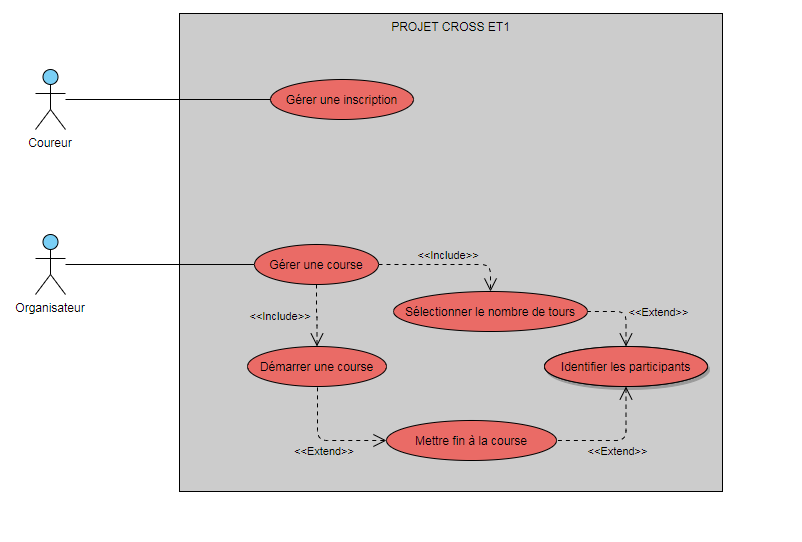 PROJET CROSS ET1
Gérer une inscription
Coureur
Gérer une course
<<Include>>
Organisateur
Sélectionner le nombre de tours
<<Extend>>
<<Include>>
Démarrer une course
Identifier les participants
Mettre fin à la course
<<Extend>>
<<Extend>>